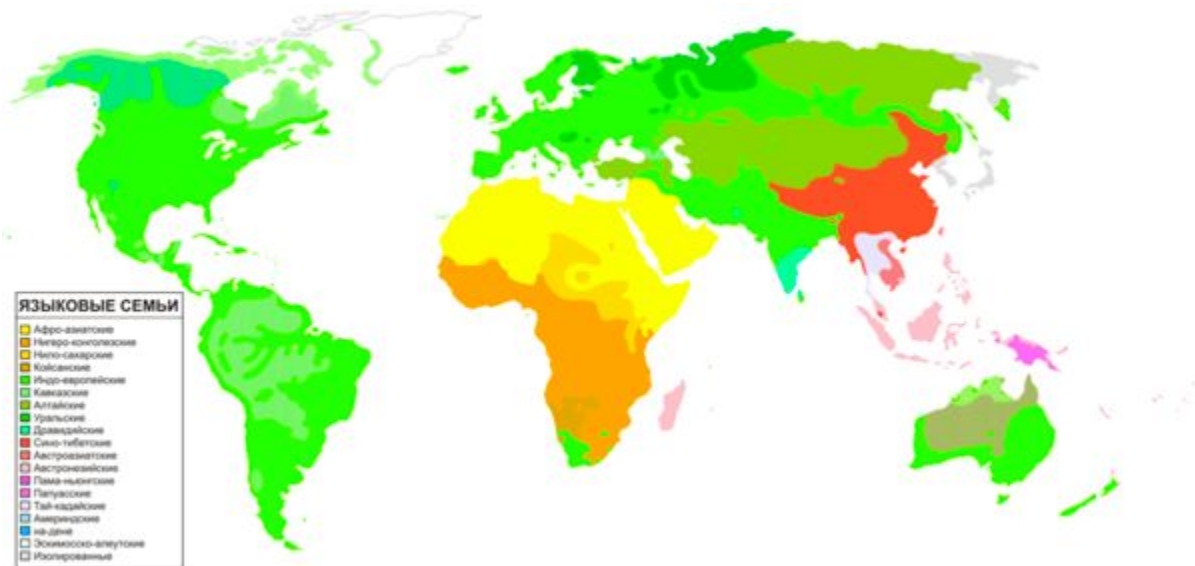 ЯЗЫКОВЫЕ СЕМЬИ
Афро-азиатские
Нигеро-конголезские
Нило-сахарские
Койсанские
Индо-европейские
Кавказские
Алтайские
Уральские
Дравидийские
Сино-тибетские
Австроазиатские
Австронезийские
Пама-ньюнгские
Папуасские
Тай-кадайские
Америндские
на-дене
Эскимосско-алеутские
Изолированные